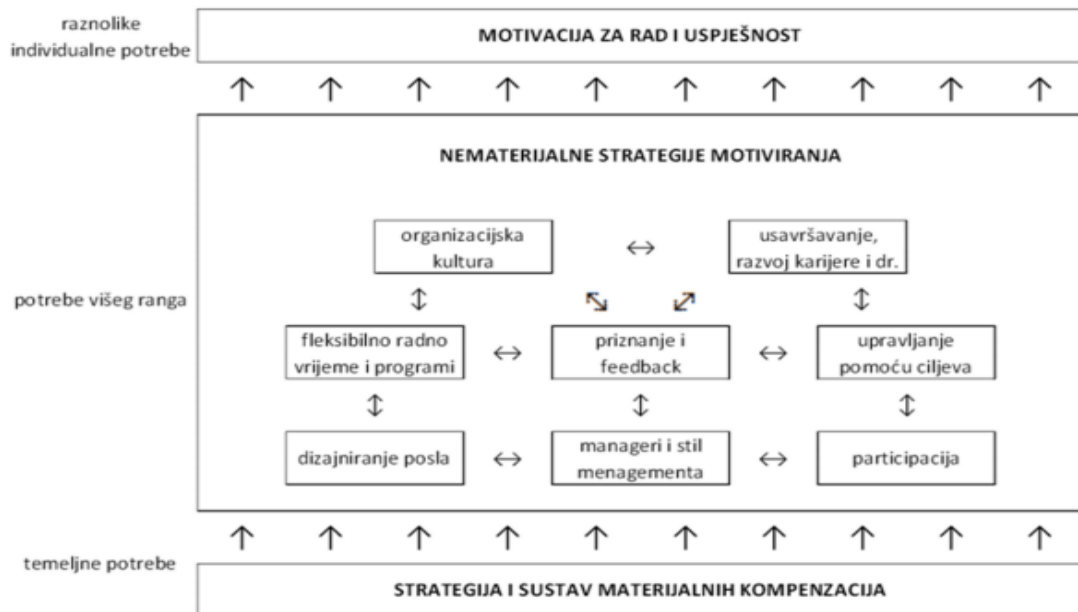 raznolike
individualne potrebe
MOTIVACIJA ZA RAD I USPJEŠNOST
NEMATERIJALNE STRATEGIJE MOTIVIRANJA
organizacijska
kultura
usavršavanje,
razvoj karijere i dr.
potrebe višeg ranga
fleksibilno radno
vrijeme i programi
priznanje i
feedback
upravljanje
pomoću ciljeva
dizajniranje posla
manageri i stil
menagementa
participacija
temeljne potrebe
STRATEGIJA I SUSTAV MATERIJALNIH KOMPENZACIJA